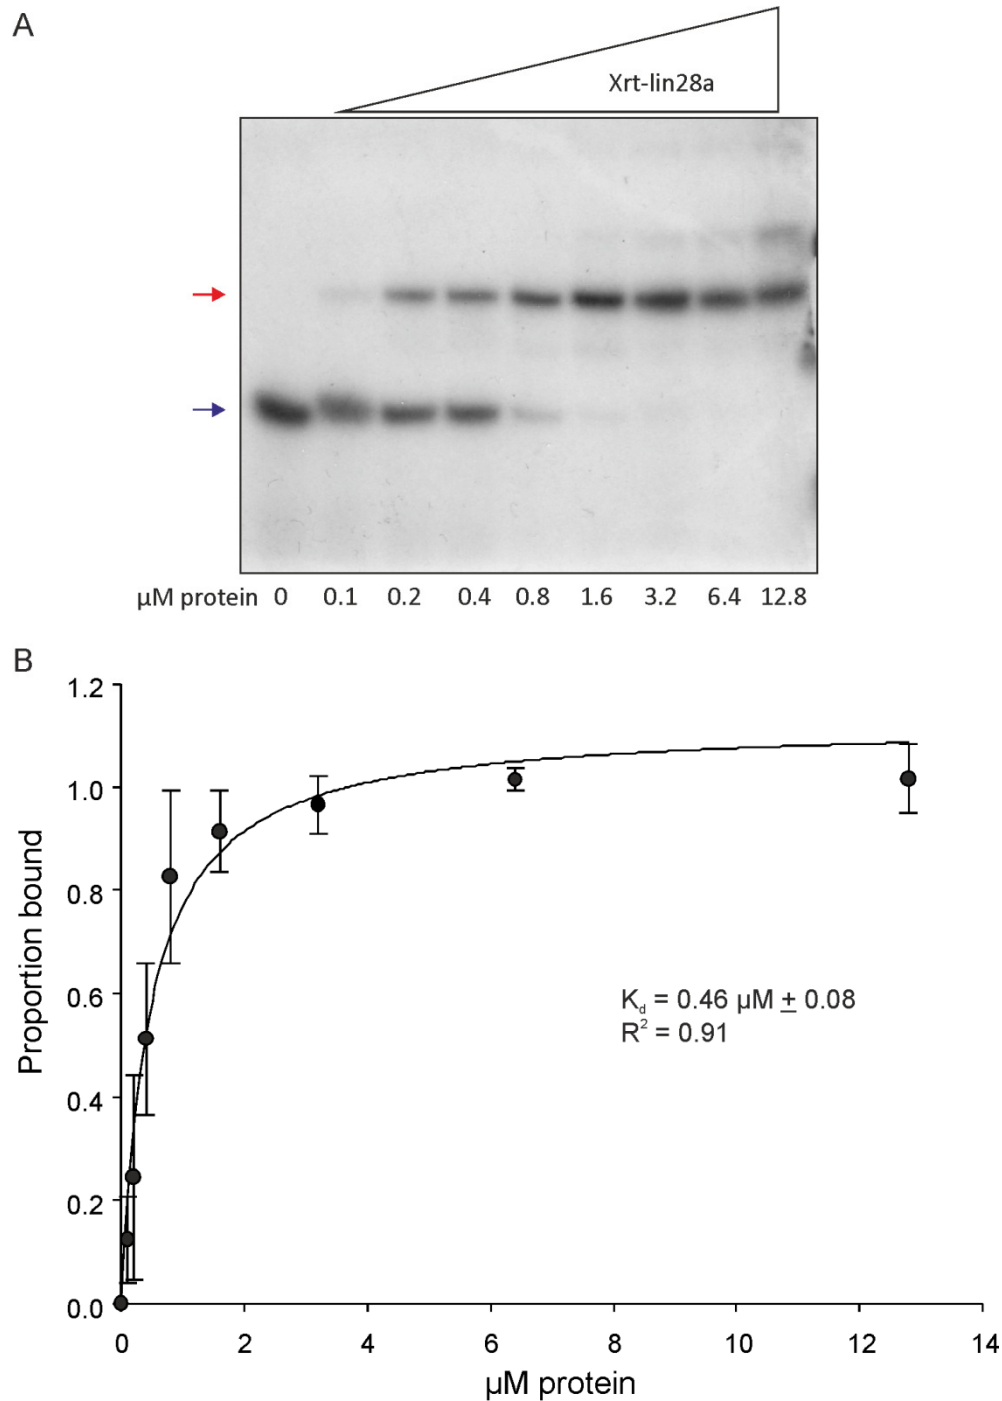 A
Xrt-lin28a
µM protein 0 0.1 0.2 0.4 0.8 1.6 3.2 6.4 12.8
B
1.2
1.0
0.8
0.6
0.4
0.2
0.0
Proportion bound
K_d = 0.46 µM ± 0.08
R² = 0.91
0 2 4 6 8 10 12 14
µM protein